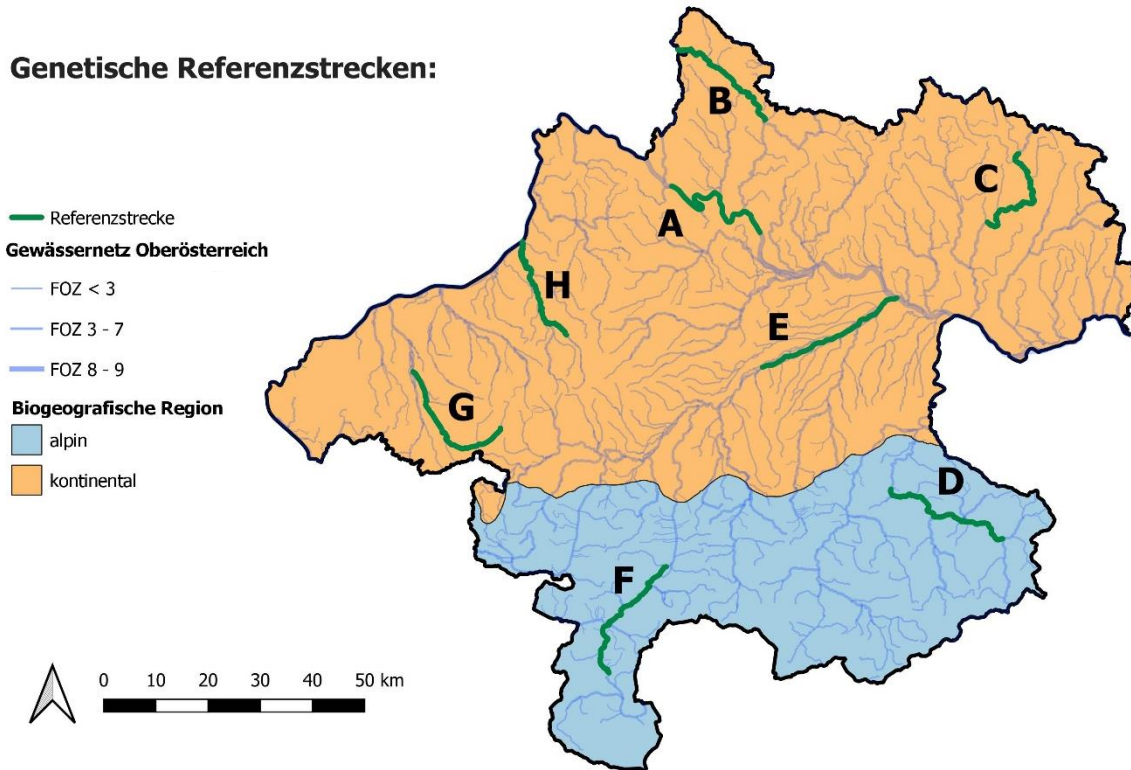 Genetische Referenzstrecken:
Referenzstrecke
Gewässernetz Oberösterreich
FOZ < 3
FOZ 3 - 7
FOZ 8 - 9
Biogeografische Region
alpin
kontinental
B
C
A
H
E
G
D
F
0 10 20 30 40 50 km